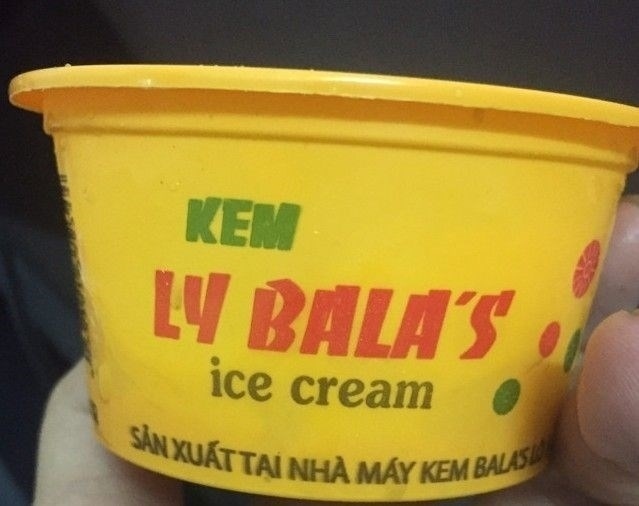 KEM
LY BALA'S
ice cream
SẢN XUẤT TẠI NHÀ MÁY KEM BALA'S